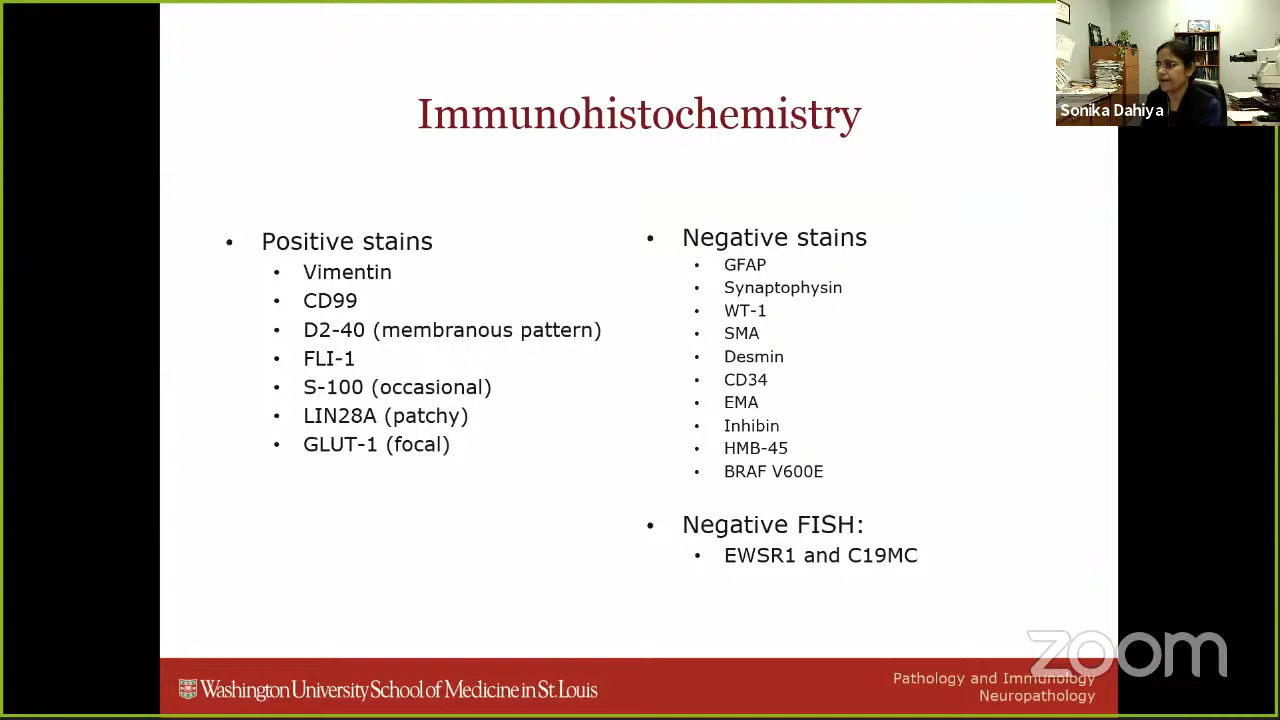 Immunohistochemistry
Sonika Dahiya
• Positive stains
• Vimentin
• CD99
• D2-40 (membranous pattern)
• FLI-1
• S-100 (occasional)
• LIN28A (patchy)
• GLUT-1 (focal)
• Negative stains
• GFAP
• Synaptophysin
• WT-1
• SMA
• Desmin
• CD34
• EMA
• Inhibin
• HMB-45
• BRAF V600E
• Negative FISH:
• EWSR1 and C19MC
zoom
Washington University School of Medicine in St. Louis
Pathology and Immunology
Neuropathology